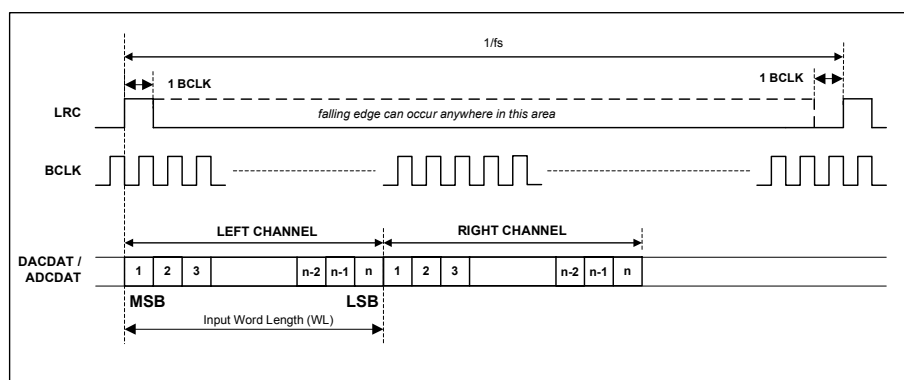 1/fs
1 BCLK
1 BCLK
LRC
falling edge can occur anywhere in this area
BCLK
LEFT CHANNEL
RIGHT CHANNEL
DACDAT /
ADCDAT
1 2 3 n-2 n-1 n 1 2 3 n-2 n-1 n
MSB LSB
Input Word Length (WL)